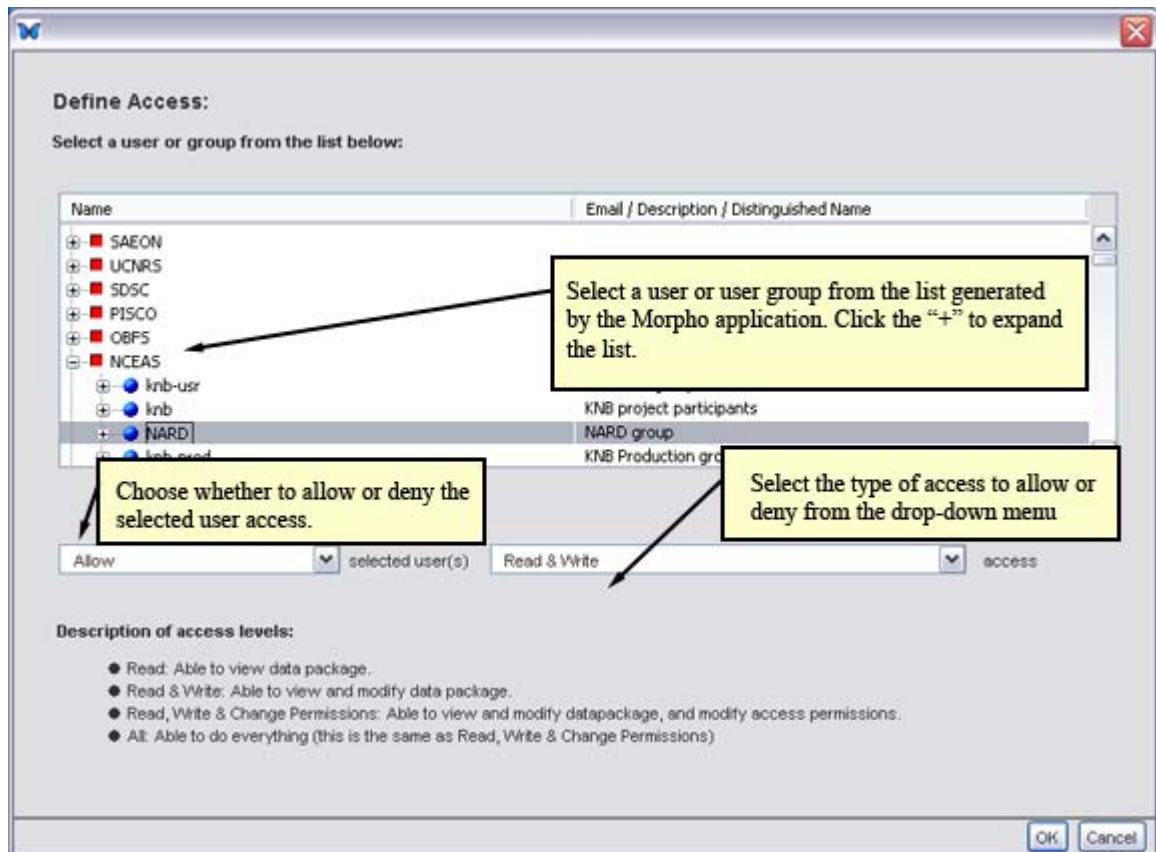 Define Access:
Select a user or group from the list below:
Name
Email / Description / Distinguished Name
SAEON
UCNRS
SDSC
PISCO
OBFS
NCEAS
Select a user or user group from the list generated
by the Morpho application. Click the “+” to expand
the list.
knb-usr
knb
KNB project participants
NARD
NARD group
knb-prod
KNB Production
Choose whether to allow or deny the
selected user access.
Select the type of access to allow or
deny from the drop-down menu
Allow
selected user(s)
Read & Write
access
Description of access levels:
● Read: Able to view data package.
● Read & Write: Able to view and modify data package.
● Read, Write & Change Permissions: Able to view and modify datapackage, and modify access permissions.
● All: Able to do everything (this is the same as Read, Write & Change Permissions)
OK
Cancel